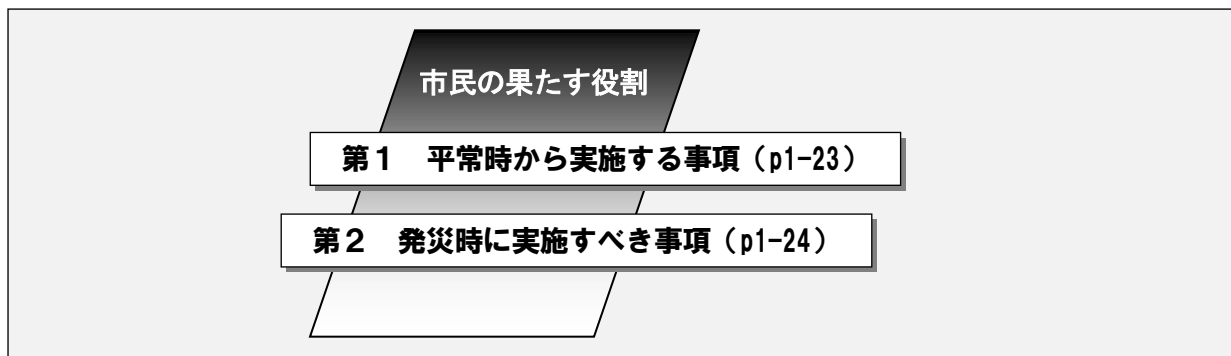 市民の果たす役割
第１　平常時から実施する事項（p1-23）
第２　発災時に実施すべき事項（p1-24）